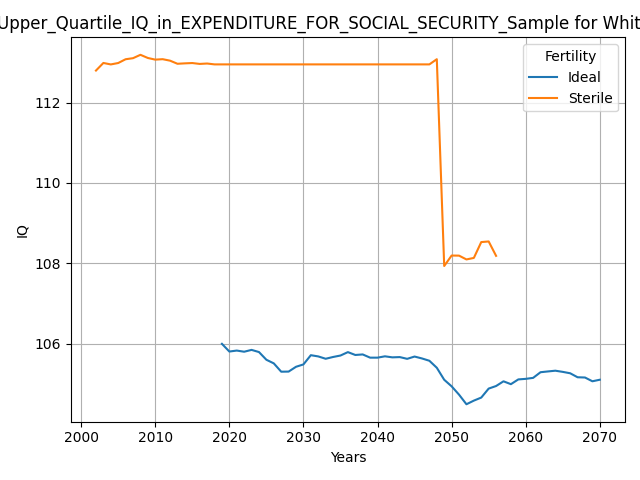 Upper_Quartile_IQ_in_EXPENDITURE_FOR_SOCIAL_SECURITY_Sample for Whit
Fertility
Ideal
Sterile
IQ
112
110
108
106
2000 2010 2020 2030 2040 2050 2060 2070
Years